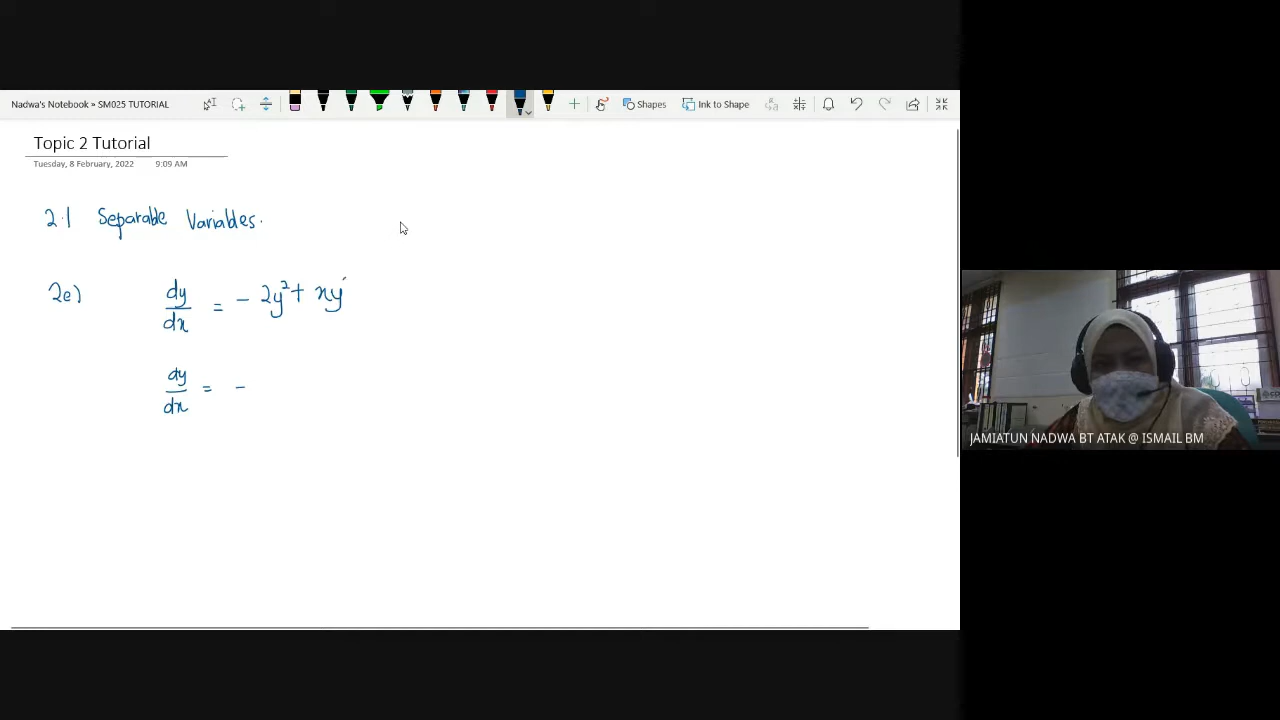 Nadwa's Notebook » SM025 TUTORIAL
Shapes
Ink to Shape
Topic 2 Tutorial
Tuesday, 8 February, 2022 9:09 AM
2.1 Separable Variables.
2e) dy/dx = - 2y² + xy
dy/dx = -
JAMIATUN NADWA BT ATAK @ ISMAIL BM